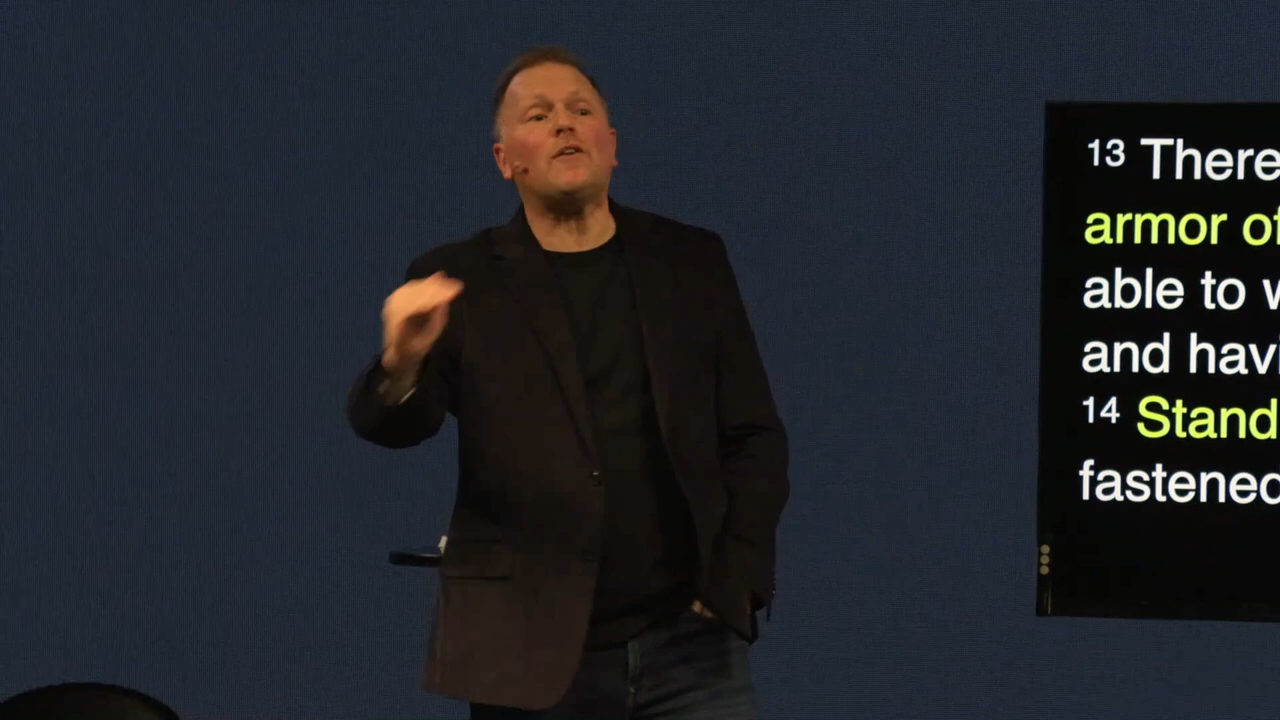 13 There
armor of
able to
and havi
14 Stand
fastened